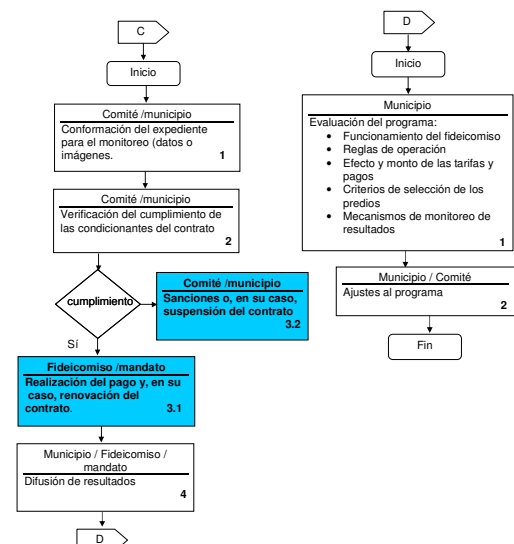 C
Inicio
Comité /municipio
Conformación del expediente
para el monitoreo (datos o
imágenes.
1
Comité /municipio
Verificación del cumplimiento de
las condicionantes del contrato
2
cumplimiento
Comité /municipio
Sanciones o, en su caso,
suspensión del contrato
3.2
Sí
Fideicomiso /mandato
Realización del pago y, en su
caso, renovación del
contrato. 3.1
Municipio / Fideicomiso /
mandato
Difusión de resultados
4
D
D
Inicio
Municipio
Evaluación del programa:
• Funcionamiento del fideicomiso
• Reglas de operación
• Efecto y monto de las tarifas y
pagos
• Criterios de selección de los
predios
• Mecanismos de monitoreo de
resultados
1
Municipio / Comité
Ajustes al programa
2
Fin